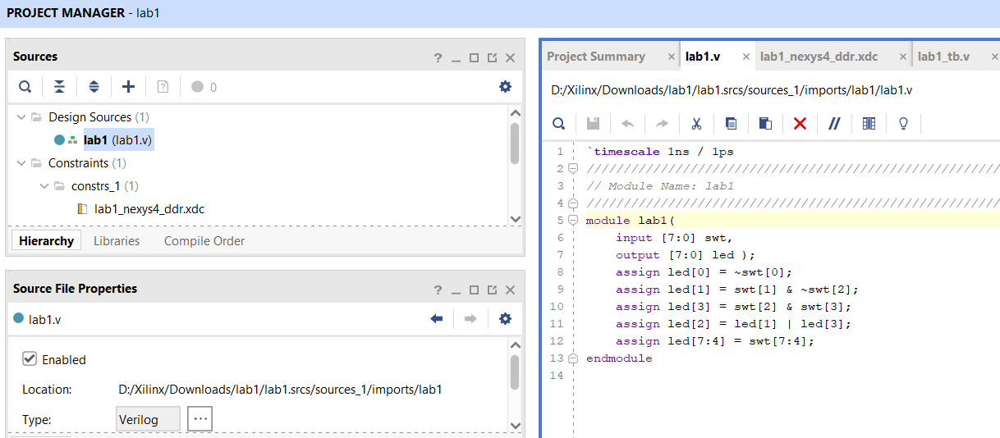 PROJECT MANAGER - lab1
Sources
? _
0
Design Sources (1)
lab1 (lab1.v)
Constraints (1)
constrs_1 (1)
lab1_nexys4_ddr.xdc
Hierarchy Libraries Compile Order
Source File Properties
? _
lab1.v
Enabled
Location: D:/Xilinx/Downloads/lab1/lab1.srcs/sources_1/imports/lab1
Type: Verilog ...
Project Summary × lab1.v × lab1_nexys4_ddr.xdc × lab1_tb.v ×
D:/Xilinx/Downloads/lab1/lab1.srcs/sources_1/imports/lab1/lab1.v
//
1 `timescale 1ns / 1ps
2 ////////////////////////////////////////////////////////
3 // Module Name: lab1
4 ////////////////////////////////////////////////////////
5 module lab1(
6 input [7:0] swt,
7 output [7:0] led );
8 assign led[0] = ~swt[0];
9 assign led[1] = swt[1] & ~swt[2];
10 assign led[3] = swt[2] & swt[3];
11 assign led[2] = led[1] | led[3];
12 assign led[7:4] = swt[7:4];
13 endmodule
14